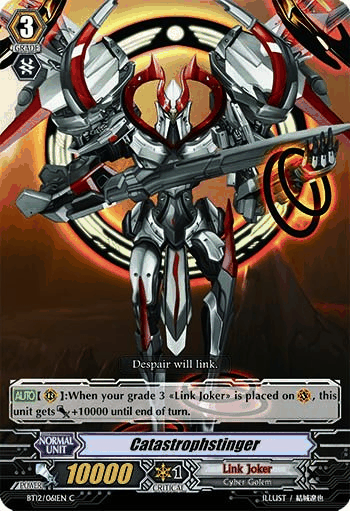 3
GRADE
Despair will link.
AUTO【 】:When your grade 3 «Link Joker» is placed on , this
unit gets +10000 until end of turn.
NORMAL
UNIT
Catastrophstinger
POWER
10000
1
CRITICAL
Link Joker
Cyber Golem
BT12/061EN C
ILLUST / 結城遼也